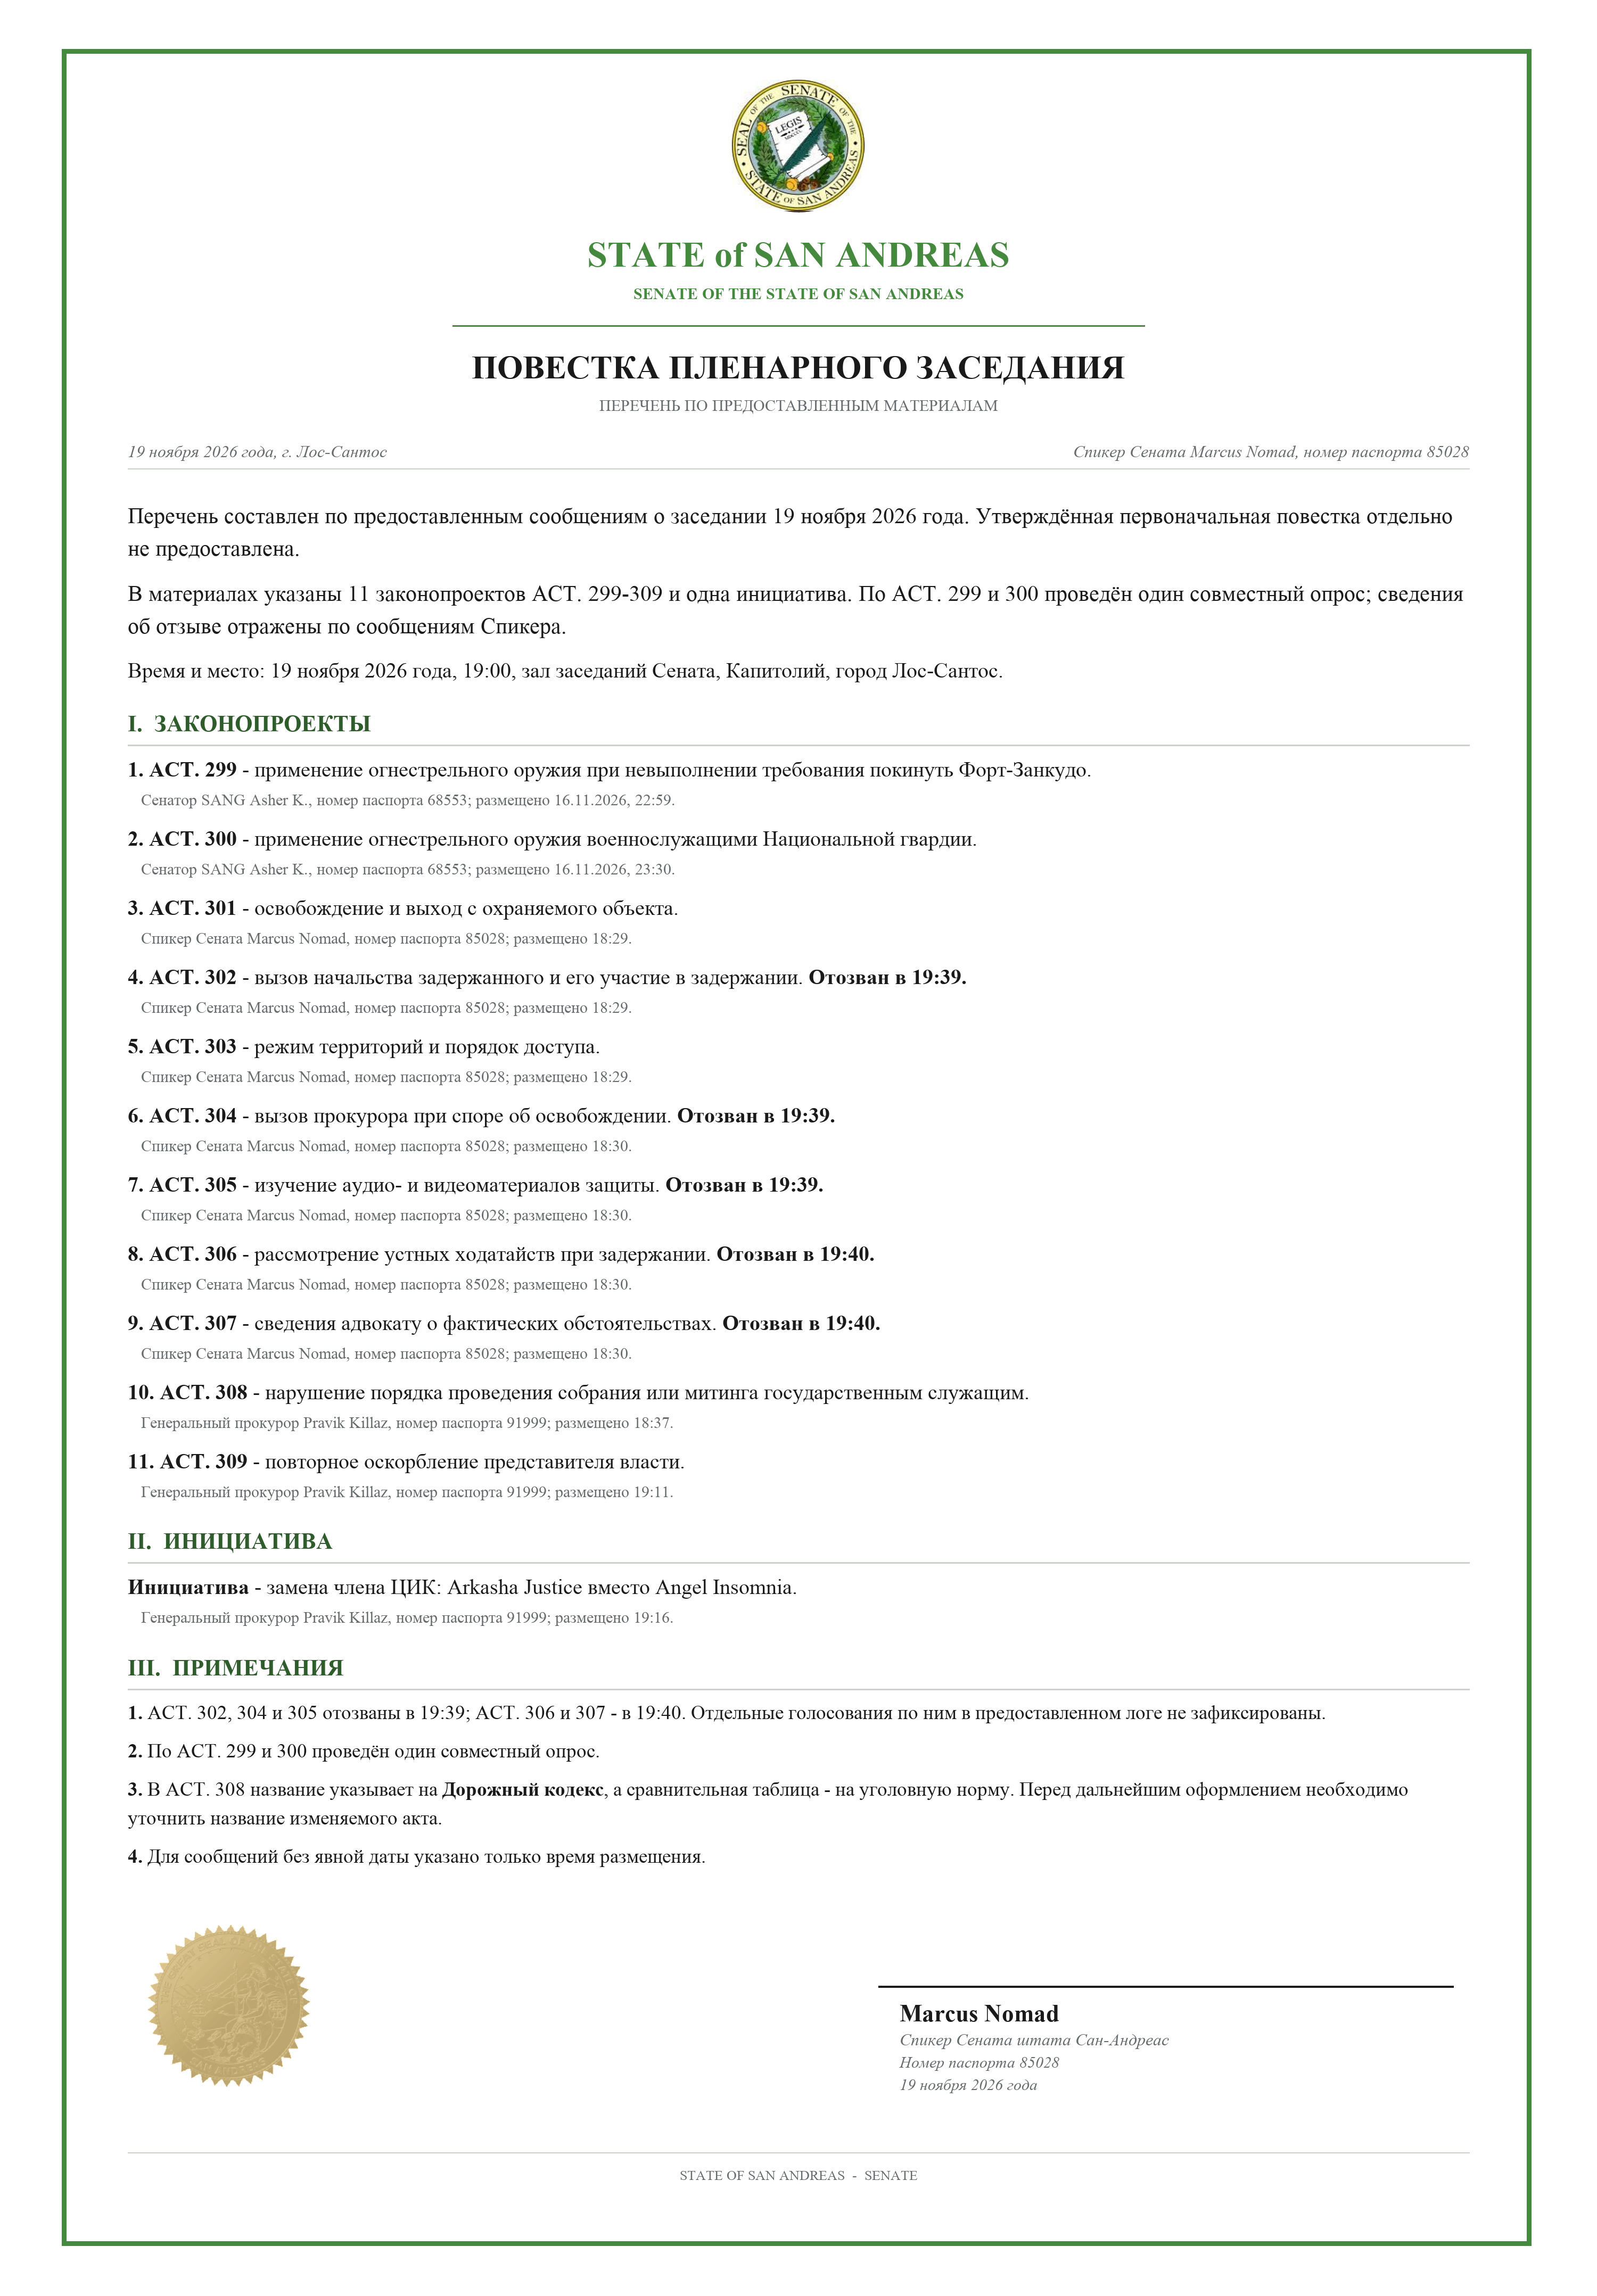 SEAL OF THE SENATE OF THE STATE OF SAN ANDREAS
LEGIS
STATE of SAN ANDREAS
SENATE OF THE STATE OF SAN ANDREAS
ПОВЕСТКА ПЛЕНАРНОГО ЗАСЕДАНИЯ
ПЕРЕЧЕНЬ ПО ПРЕДОСТАВЛЕННЫМ МАТЕРИАЛАМ
19 ноября 2026 года, г. Лос-Сантос
Спикер Сената Marcus Nomad, номер паспорта 85028
Перечень составлен по предоставленным сообщениям о заседании 19 ноября 2026 года. Утверждённая первоначальная повестка отдельно
не предоставлена.
В материалах указаны 11 законопроектов АСТ. 299-309 и одна инициатива. По АСТ. 299 и 300 проведён один совместный опрос; сведения
об отзыве отражены по сообщениям Спикера.
Время и место: 19 ноября 2026 года, 19:00, зал заседаний Сената, Капитолий, город Лос-Сантос.
I. ЗАКОНОПРОЕКТЫ
1. АСТ. 299 - применение огнестрельного оружия при невыполнении требования покинуть Форт-Занкудо.
Сенатор SANG Asher K., номер паспорта 68553; размещено 16.11.2026, 22:59.
2. АСТ. 300 - применение огнестрельного оружия военнослужащими Национальной гвардии.
Сенатор SANG Asher K., номер паспорта 68553; размещено 16.11.2026, 23:30.
3. АСТ. 301 - освобождение и выход с охраняемого объекта.
Спикер Сената Marcus Nomad, номер паспорта 85028; размещено 18:29.
4. АСТ. 302 - вызов начальства задержанного и его участие в задержании. Отозван в 19:39.
Спикер Сената Marcus Nomad, номер паспорта 85028; размещено 18:29.
5. АСТ. 303 - режим территорий и порядок доступа.
Спикер Сената Marcus Nomad, номер паспорта 85028; размещено 18:29.
6. АСТ. 304 - вызов прокурора при споре об освобождении. Отозван в 19:39.
Спикер Сената Marcus Nomad, номер паспорта 85028; размещено 18:30.
7. АСТ. 305 - изучение аудио- и видеоматериалов защиты. Отозван в 19:39.
Спикер Сената Marcus Nomad, номер паспорта 85028; размещено 18:30.
8. АСТ. 306 - рассмотрение устных ходатайств при задержании. Отозван в 19:40.
Спикер Сената Marcus Nomad, номер паспорта 85028; размещено 18:30.
9. АСТ. 307 - сведения адвокату о фактических обстоятельствах. Отозван в 19:40.
Спикер Сената Marcus Nomad, номер паспорта 85028; размещено 18:30.
10. АСТ. 308 - нарушение порядка проведения собрания или митинга государственным служащим.
Генеральный прокурор Pravik Killaz, номер паспорта 91999; размещено 18:37.
11. АСТ. 309 - повторное оскорбление представителя власти.
Генеральный прокурор Pravik Killaz, номер паспорта 91999; размещено 19:11.
II. ИНИЦИАТИВА
Инициатива - замена члена ЦИК: Arkasha Justice вместо Angel Insomnia.
Генеральный прокурор Pravik Killaz, номер паспорта 91999; размещено 19:16.
III. ПРИМЕЧАНИЯ
1. АСТ. 302, 304 и 305 отозваны в 19:39; АСТ. 306 и 307 - в 19:40. Отдельные голосования по ним в предоставленном логе не зафиксированы.
2. По АСТ. 299 и 300 проведён один совместный опрос.
3. В АСТ. 308 название указывает на Дорожный кодекс, а сравнительная таблица - на уголовную норму. Перед дальнейшим оформлением необходимо
уточнить название изменяемого акта.
4. Для сообщений без явной даты указано только время размещения.
Marcus Nomad
Спикер Сената штата Сан-Андреас
Номер паспорта 85028
19 ноября 2026 года
STATE OF SAN ANDREAS - SENATE